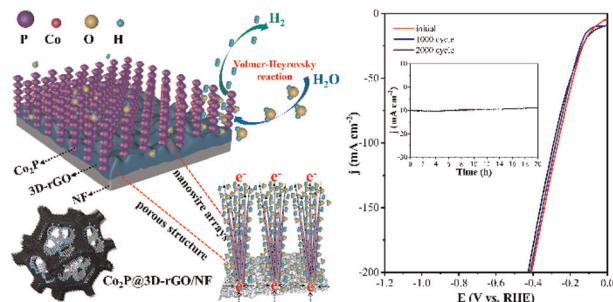 P Co O H
H2
Volmer-Heyrovsky
reaction
H2O
Co2P
3D-rGO
NF
porous structure
nanowire arrays
e- e- e-
e e e
Co2P@3D-rGO/NF
initial
1000 cycle
2000 cycle
j (mA cm-2)
10
0
-10
-20
-30
0 2 4 6 8 10 12 14 16 18 20
Time (h)
j (mA cm-2)
0
-50
-100
-150
-200
-1.2 -1.0 -0.8 -0.6 -0.4 -0.2 0.0
E (V vs. RHE)